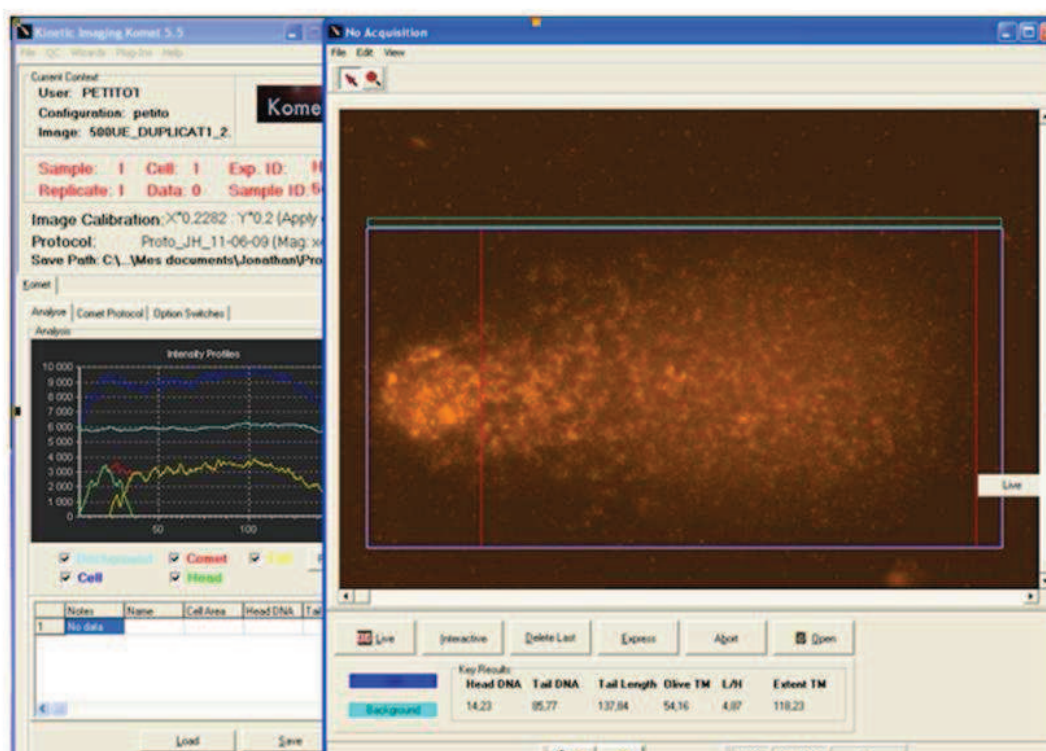 Kinetic Imaging Komet 5.5
File QC Wizards Plug-Ins Help
Current Context
User: PETITO1
Configuration: petito
Image: 500UE_DUPLICAT1_2.
Kome
Sample: 1 Cell: 1 Exp. ID:
Replicate: 1 Data: 0 Sample ID:
Image Calibration: X*0.2282 : Y*0.2 (Apply
Protocol: Proto_JH_11-06-09 (Mag: x
Save Path: C:\...\Mes documents\Jonathan\Pro
Komet
Analyse Comet Protocol Option Switches
Analysis
Intensity Profiles
10 000
9 000
8 000
7 000
6 000
5 000
4 000
3 000
2 000
1 000
0
50 100
Background Comet Tail
Cell Head
Notes Name Cell Area Head DNA Tail
1 No data
Load Save
No Acquisition
File Edit View
Live
Live Interactive Delete Last Express Abort Open
Key Results
Head DNA Tail DNA Tail Length Olive TM L/H Extent TM
14,23 85,77 137,84 54,16 4,87 118,23
Background